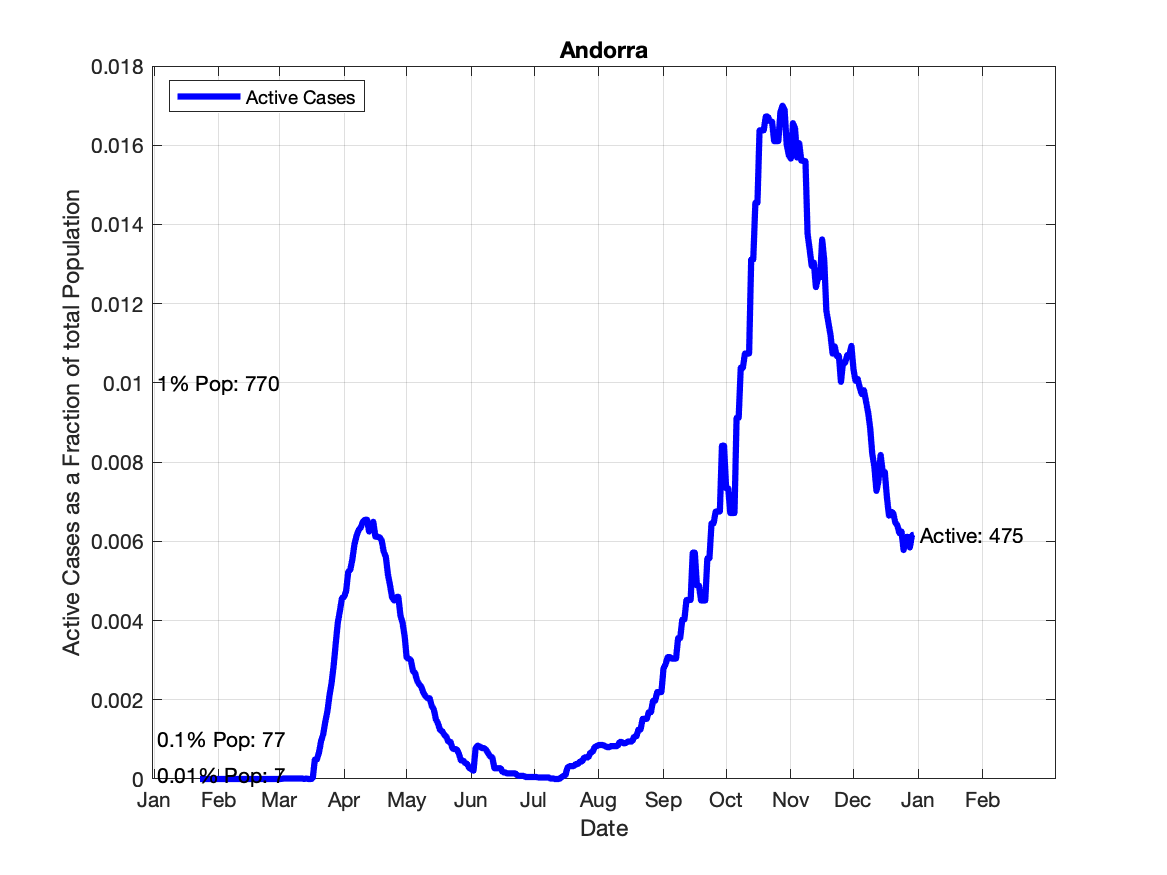 Andorra
Active Cases
0.018
0.016
0.014
0.012
0.01
0.008
0.006
0.004
0.002
0
Active Cases as a Fraction of total Population
1% Pop: 770
0.1% Pop: 77
0.01% Pop: 7
Active: 475
Jan Feb Mar Apr May Jun Jul Aug Sep Oct Nov Dec Jan Feb
Date